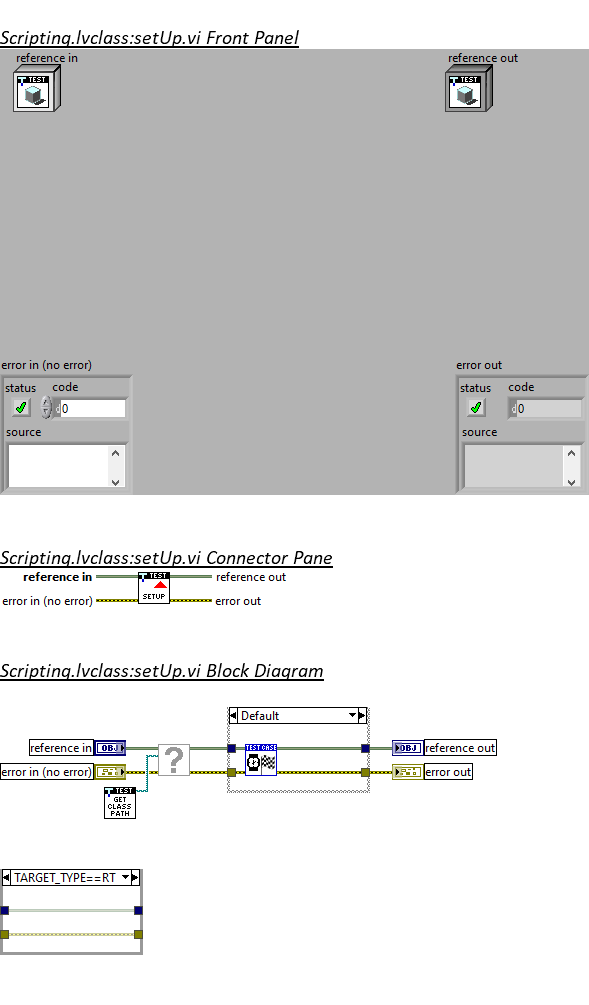 Scripting.lvclass:setUp.vi Front Panel
reference in
reference out
TEST
TEST
error in (no error)
error out
status
code
status
code
d
0
d
0
source
source
Scripting.lvclass:setUp.vi Connector Pane
reference in
TEST
reference out
error in (no error)
SETUP
error out
Scripting.lvclass:setUp.vi Block Diagram
Default
reference in
OBJ
?
TEST CASE
OBJ
reference out
error in (no error)
error out
TEST
GET
CLASS
PATH
TARGET_TYPE==RT